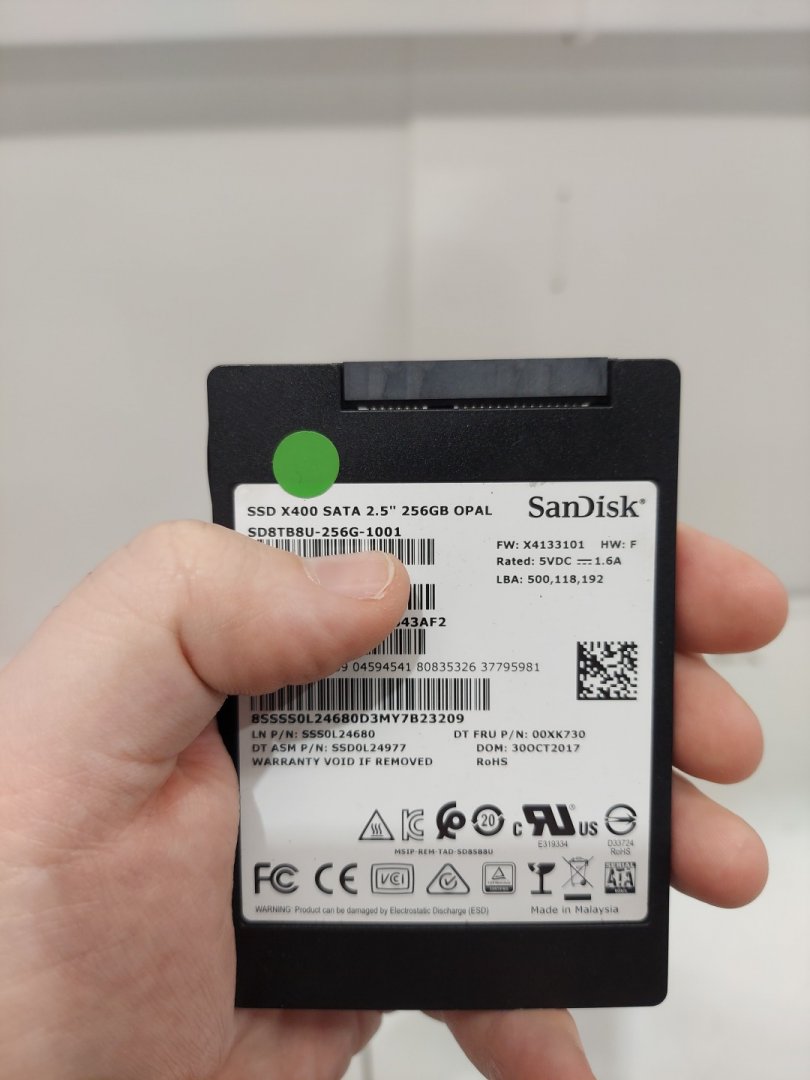 SSD X400 SATA 2.5" 256GB OPAL
SanDisk®
SD8TB8U-256G-1001
FW: X4133101 HW: F
Rated: 5VDC ⎓ 1.6A
LBA: 500,118,192
43AF2
04594541 80835326 37795981
8SSSS0L24680D3MY7B23209
LN P/N: SSS0L24680
DT FRU P/N: 00XK730
DT ASM P/N: SSD0L24977
DOM: 30OCT2017
WARRANTY VOID IF REMOVED
RoHS
20
c UR US
E319334
D33724
RoHS
MSIP-REM-TAD-SD8SB8U
FC CE VCI
SERIAL
ATA
WARNING: Product can be damaged by Electrostatic Discharge (ESD)
Made in Malaysia